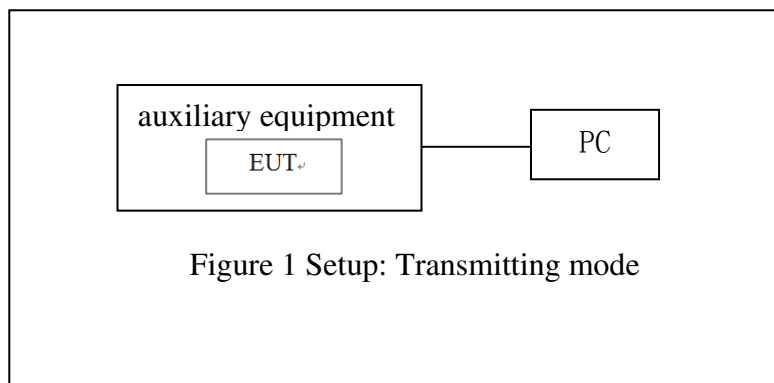 auxiliary equipment
EUT↵
PC
Figure 1 Setup: Transmitting mode